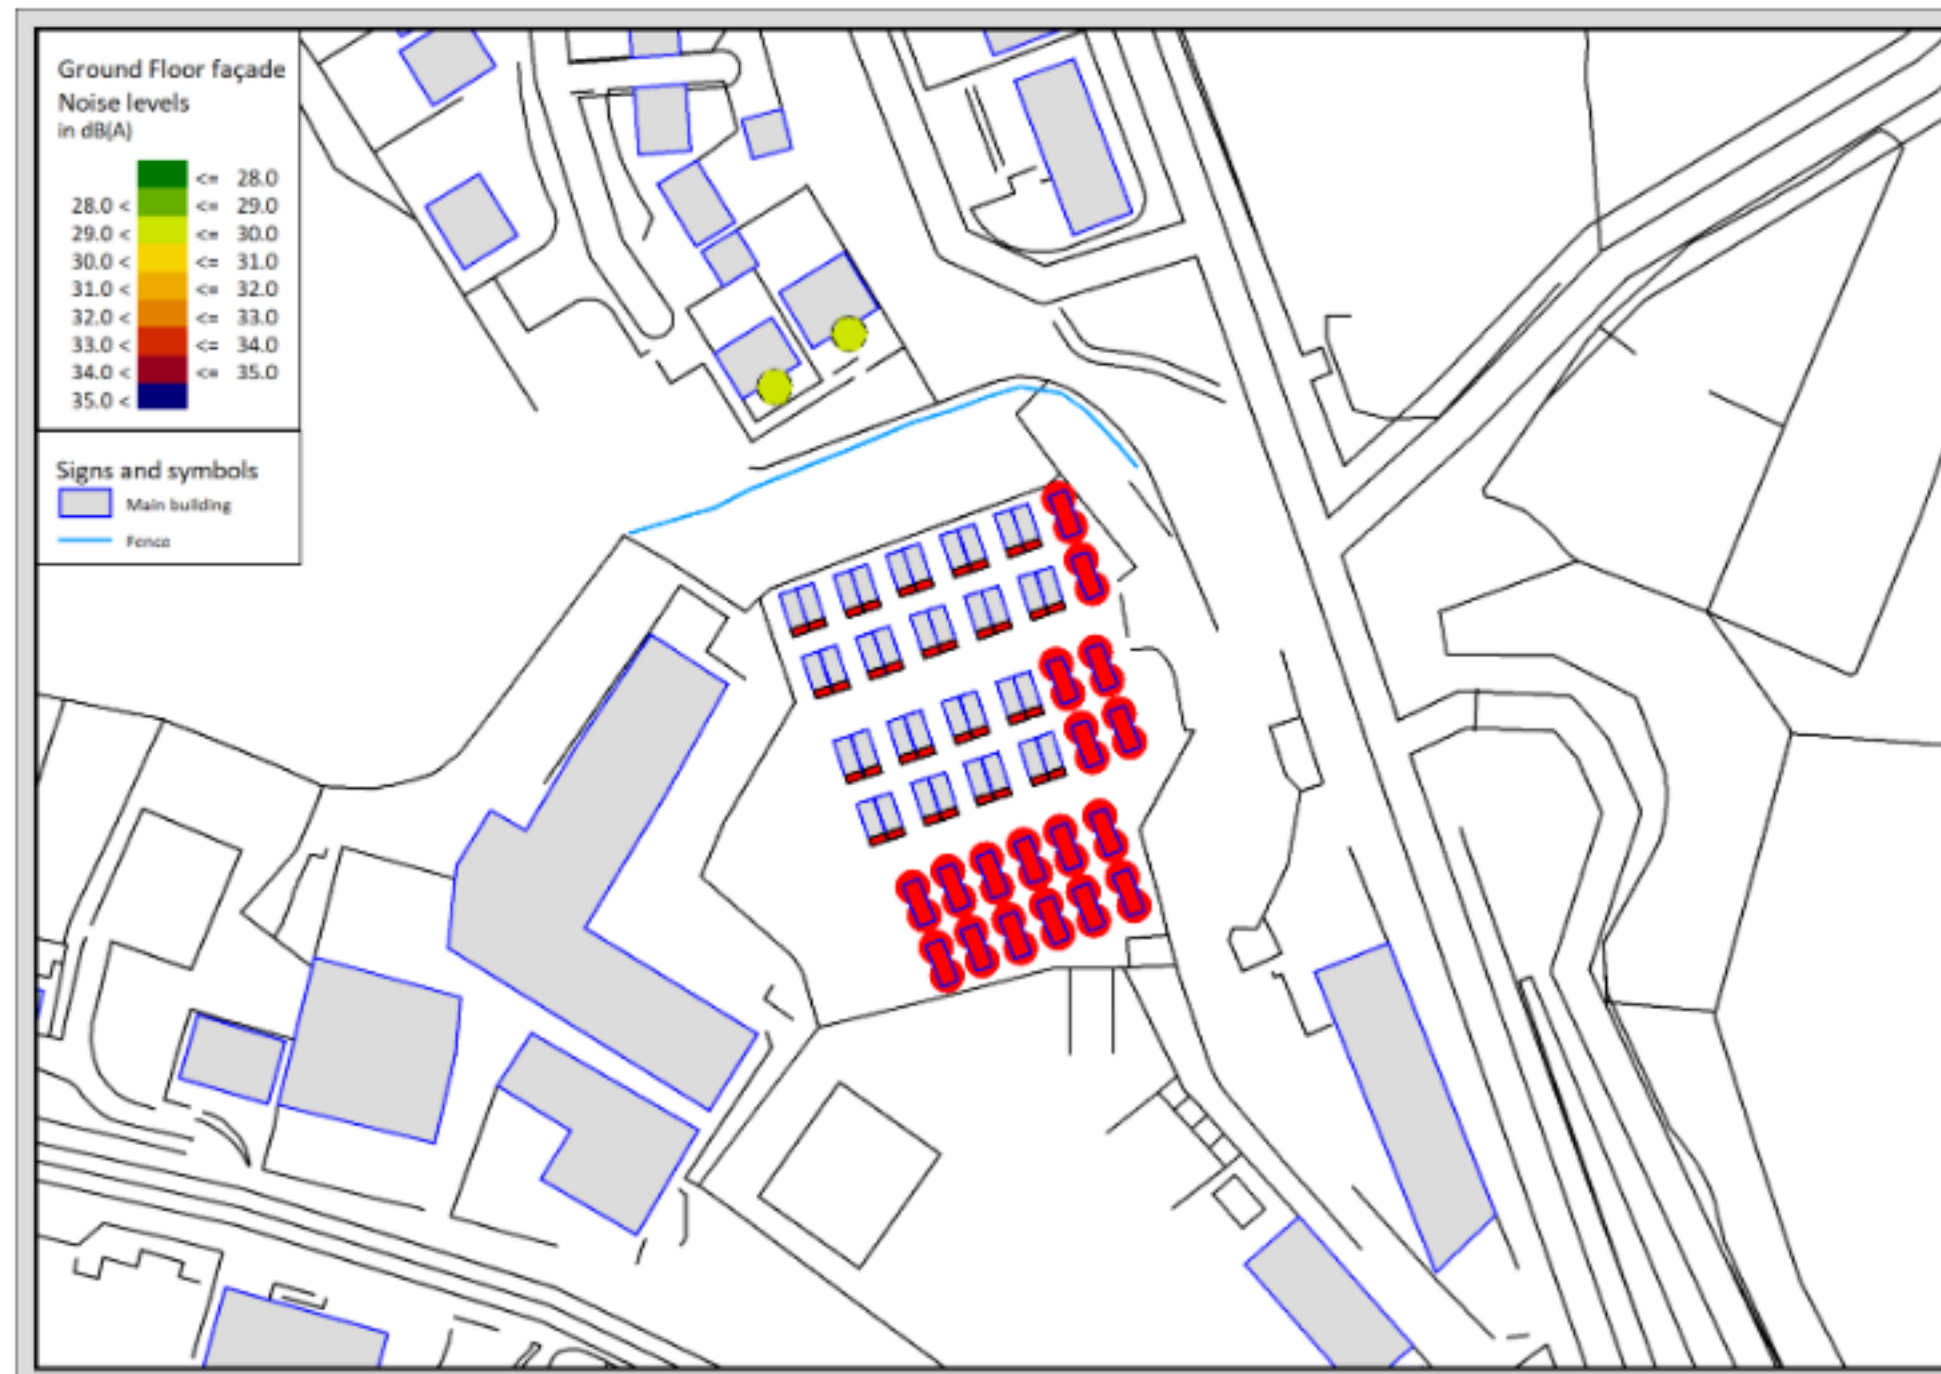 Ground Floor façade
Noise levels
in dB(A)
<= 28.0
28.0 < <= 29.0
29.0 < <= 30.0
30.0 < <= 31.0
31.0 < <= 32.0
32.0 < <= 33.0
33.0 < <= 34.0
34.0 < <= 35.0
35.0 <
Signs and symbols
Main building
Fence